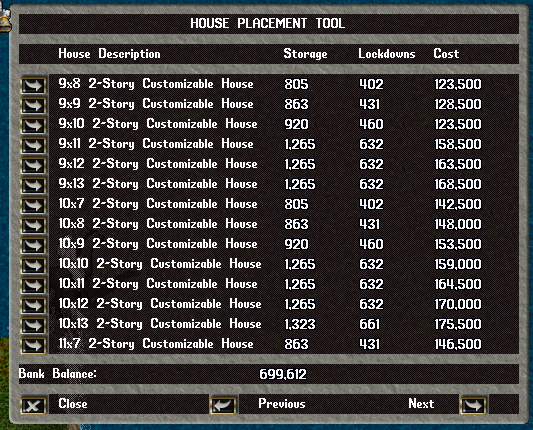 HOUSE PLACEMENT TOOL
House Description Storage Lockdowns Cost
9x8 2-Story Customizable House 805 402 123,500
9x9 2-Story Customizable House 863 431 128,500
9x10 2-Story Customizable House 920 460 123,500
9x11 2-Story Customizable House 1,265 632 158,500
9x12 2-Story Customizable House 1,265 632 163,500
9x13 2-Story Customizable House 1,265 632 168,500
10x7 2-Story Customizable House 805 402 142,500
10x8 2-Story Customizable House 863 431 148,000
10x9 2-Story Customizable House 920 460 153,500
10x10 2-Story Customizable House 1,265 632 159,000
10x11 2-Story Customizable House 1,265 632 164,500
10x12 2-Story Customizable House 1,265 632 170,000
10x13 2-Story Customizable House 1,323 661 175,500
11x7 2-Story Customizable House 863 431 146,500
Bank Balance: 699,612
Close Previous Next